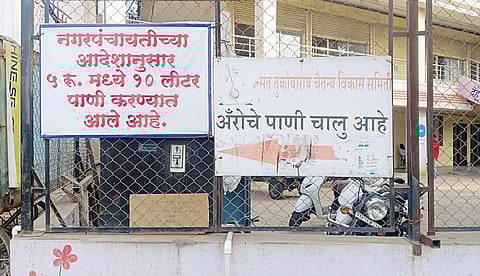 नगरपंचायतीच्या
आदेशानुसार
५ रू. मध्ये १० लीटर
पाणी करण्यात
आले आहे.
संत तुकोबाराय चैतन्य विकास समिती
अँरोचे पाणी चालु आहे